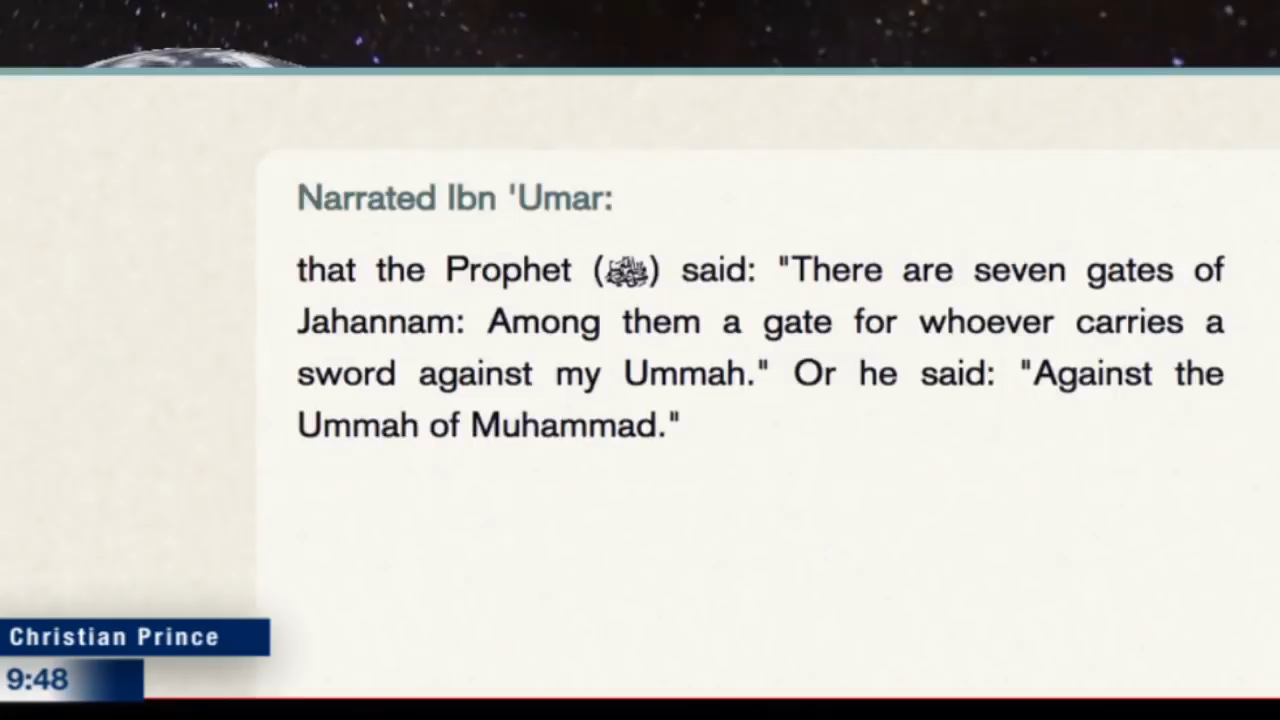 Narrated Ibn 'Umar:
that the Prophet (ﷺ) said: "There are seven gates of
Jahannam: Among them a gate for whoever carries a
sword against my Ummah." Or he said: "Against the
Ummah of Muhammad."
Christian Prince
9:48